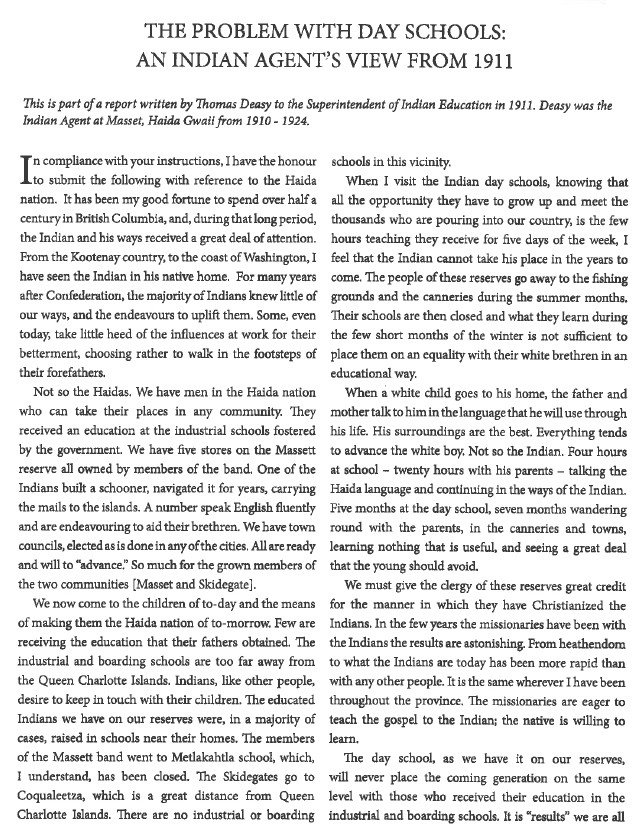 THE PROBLEM WITH DAY SCHOOLS:
AN INDIAN AGENT'S VIEW FROM 1911
This is part of a report written by Thomas Deasy to the Superintendent of Indian Education in 1911. Deasy was the
Indian Agent at Masset, Haida Gwaii from 1910 - 1924.
In compliance with your instructions, I have the honour
to submit the following with reference to the Haida
nation. It has been my good fortune to spend over half a
century in British Columbia, and, during that long period,
the Indian and his ways received a great deal of attention.
From the Kootenay country, to the coast of Washington, I
have seen the Indian in his native home. For many years
after Confederation, the majority of Indians knew little of
our ways, and the endeavours to uplift them. Some, even
today, take little heed of the influences at work for their
betterment, choosing rather to walk in the footsteps of
their forefathers.
Not so the Haidas. We have men in the Haida nation
who can take their places in any community. They
received an education at the industrial schools fostered
by the government. We have five stores on the Massett
reserve all owned by members of the band. One of the
Indians built a schooner, navigated it for years, carrying
the mails to the islands. A number speak English fluently
and are endeavouring to aid their brethren. We have town
councils, elected as is done in any of the cities. All are ready
and will to "advance." So much for the grown members of
the two communities [Masset and Skidegate].
We now come to the children of to-day and the means
of making them the Haida nation of to-morrow. Few are
receiving the education that their fathers obtained. The
industrial and boarding schools are too far away from
the Queen Charlotte Islands. Indians, like other people,
desire to keep in touch with their children. The educated
Indians we have on our reserves were, in a majority of
cases, raised in schools near their homes. The members
of the Massett band went to Metlakahtla school, which,
I understand, has been closed. The Skidegates go to
Coqualeetza, which is a great distance from Queen
Charlotte Islands. There are no industrial or boarding
schools in this vicinity.
When I visit the Indian day schools, knowing that
all the opportunity they have to grow up and meet the
thousands who are pouring into our country, is the few
hours teaching they receive for five days of the week, I
feel that the Indian cannot take his place in the years to
come. The people of these reserves go away to the fishing
grounds and the canneries during the summer months.
Their schools are then closed and what they learn during
the few short months of the winter is not sufficient to
place them on an equality with their white brethren in an
educational way.
When a white child goes to his home, the father and
mother talk to him in the language that he will use through
his life. His surroundings are the best. Everything tends
to advance the white boy. Not so the Indian. Four hours
at school – twenty hours with his parents – talking the
Haida language and continuing in the ways of the Indian.
Five months at the day school, seven months wandering
round with the parents, in the canneries and towns,
learning nothing that is useful, and seeing a great deal
that the young should avoid.
We must give the clergy of these reserves great credit
for the manner in which they have Christianized the
Indians. In the few years the missionaries have been with
the Indians the results are astonishing. From heathendom
to what the Indians are today has been more rapid than
with any other people. It is the same wherever I have been
throughout the province. The missionaries are eager to
teach the gospel to the Indian; the native is willing to
learn.
The day school, as we have it on our reserves,
will never place the coming generation on the same
level with those who received their education in the
industrial and boarding schools. It is "results" we are all